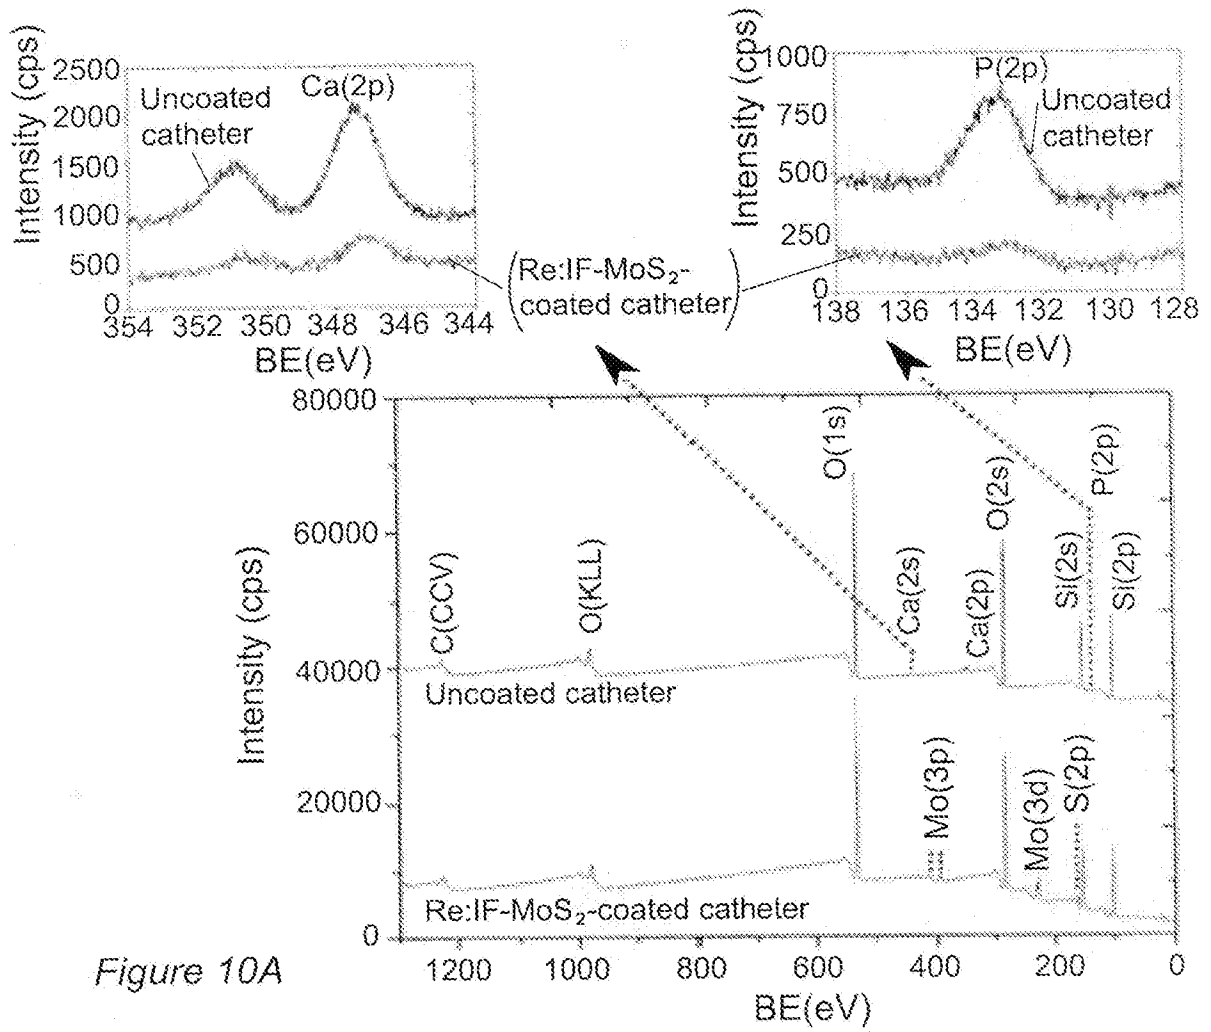 Intensity (cps)
2500
2000
1500
1000
500
0
Uncoated
catheter
Ca(2p)
354 352 350 348 346 344
BE(eV)
Intensity (cps)
1000
750
500
250
0
P(2p)
Uncoated
catheter
138 136 134 132 130 128
BE(eV)
(Re:IF-MoS₂-
coated catheter)
Intensity (cps)
80000
60000
40000
20000
0
C(CCV)
O(KLL)
O(1s)
Ca(2s)
Ca(2p)
O(2s)
Si(2s)
P(2p)
Si(2p)
Uncoated catheter
Mo(3p)
Mo(3d)
S(2p)
Re:IF-MoS₂-coated catheter
1200 1000 800 600 400 200 0
BE(eV)
Figure 10A